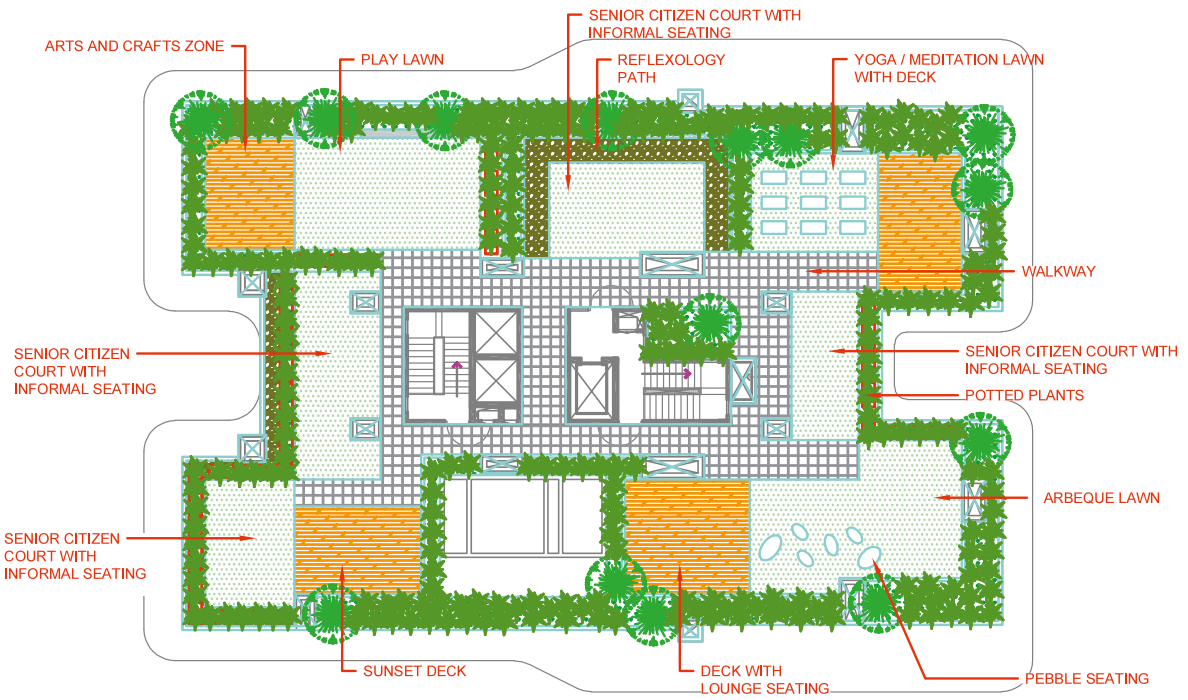 SENIOR CITIZEN COURT WITH
INFORMAL SEATING
ARTS AND CRAFTS ZONE
PLAY LAWN
REFLEXOLOGY
PATH
YOGA / MEDITATION LAWN
WITH DECK
WALKWAY
SENIOR CITIZEN
COURT WITH
INFORMAL SEATING
SENIOR CITIZEN COURT WITH
INFORMAL SEATING
POTTED PLANTS
ARBEQUE LAWN
SENIOR CITIZEN
COURT WITH
INFORMAL SEATING
SUNSET DECK
DECK WITH
LOUNGE SEATING
PEBBLE SEATING